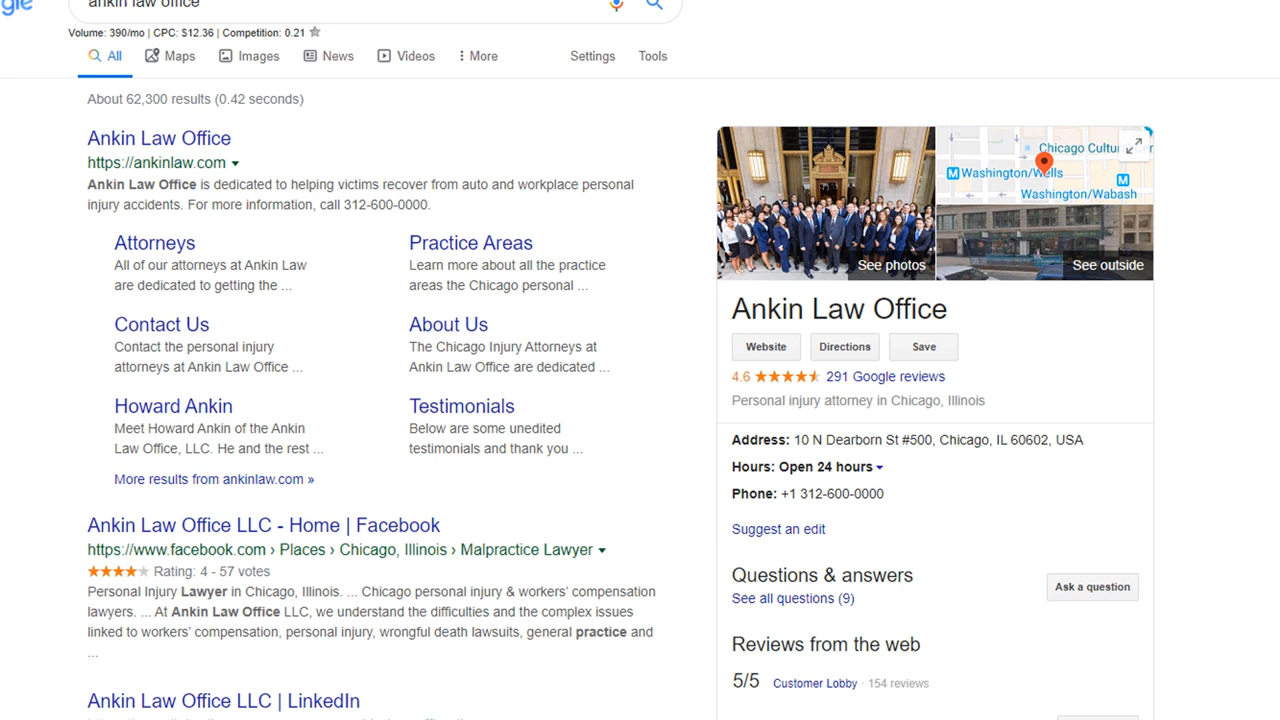 gle
ankin law office
Volume: 390/mo | CPC: $12.36 | Competition: 0.21
All
Maps
Images
News
Videos
More
Settings
Tools
About 62,300 results (0.42 seconds)
Ankin Law Office
https://ankinlaw.com
Ankin Law Office is dedicated to helping victims recover from auto and workplace personal
injury accidents. For more information, call 312-600-0000.
Attorneys
All of our attorneys at Ankin Law
are dedicated to getting the ...
Practice Areas
Learn more about all the practice
areas the Chicago personal ...
Contact Us
Contact the personal injury
attorneys at Ankin Law Office ...
About Us
The Chicago Injury Attorneys at
Ankin Law Office are dedicated ...
Howard Ankin
Meet Howard Ankin of the Ankin
Law Office, LLC. He and the rest ...
Testimonials
Below are some unedited
testimonials and thank you ...
More results from ankinlaw.com »
Ankin Law Office LLC - Home | Facebook
https://www.facebook.com › Places › Chicago, Illinois › Malpractice Lawyer
Rating: 4 - 57 votes
Personal Injury Lawyer in Chicago, Illinois. ... Chicago personal injury & workers' compensation
lawyers. ... At Ankin Law Office LLC, we understand the difficulties and the complex issues
linked to workers' compensation, personal injury, wrongful death lawsuits, general practice and
...
Ankin Law Office LLC | LinkedIn
See photos
Chicago Cultu
M Washington/Wells
M
Washington/Wabash
See outside
Ankin Law Office
Website
Directions
Save
4.6
291 Google reviews
Personal injury attorney in Chicago, Illinois
Address: 10 N Dearborn St #500, Chicago, IL 60602, USA
Hours: Open 24 hours
Phone: +1 312-600-0000
Suggest an edit
Questions & answers
See all questions (9)
Ask a question
Reviews from the web
5/5 Customer Lobby · 154 reviews